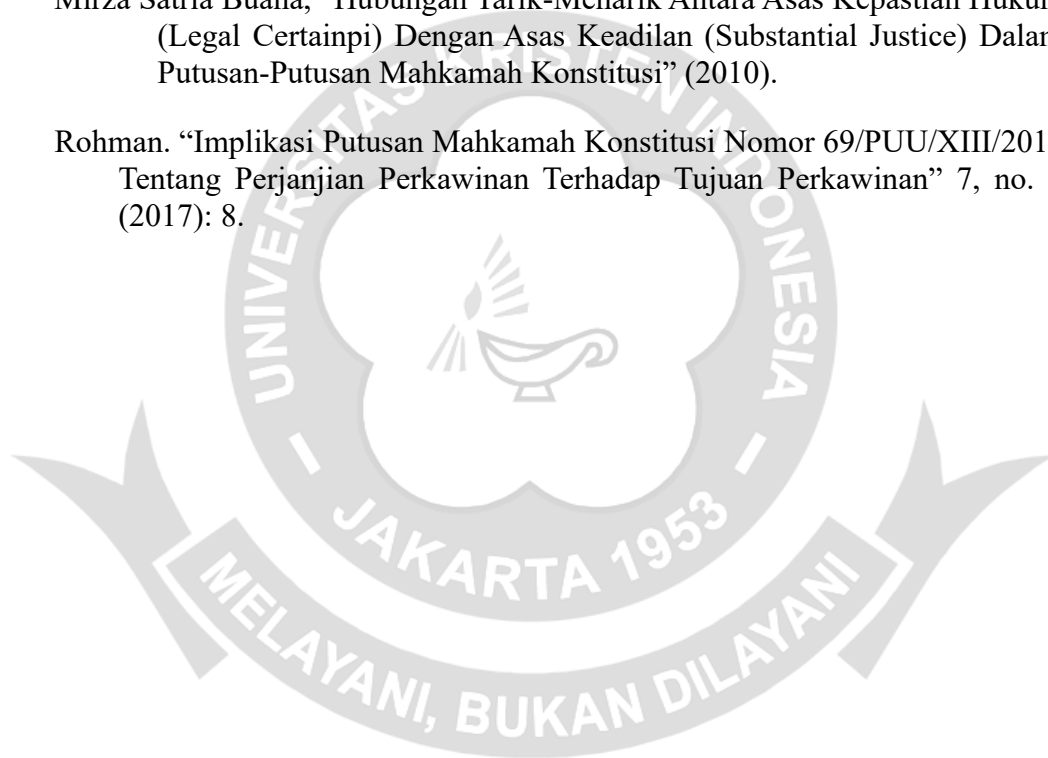 Mirza Satria Buana, “Hubungan Tarik-Menarik Antara Asas Kepastian
(Legal Certainpi) Dengan Asas Keadilan (Substantial Justice)
Putusan-Putusan Mahkamah Konstitusi” (2010).
Rohman. “Implikasi Putusan Mahkamah Konstitusi Nomor 69/PUU/XIII/201
Tentang Perjanjian Perkawinan Terhadap Tujuan Perkawinan” 7, no.
(2017): 8.
UNIVERSITAS KRISTEN INDONESIA
JAKARTA 1953
MELAYANI, BUKAN DILAYANI